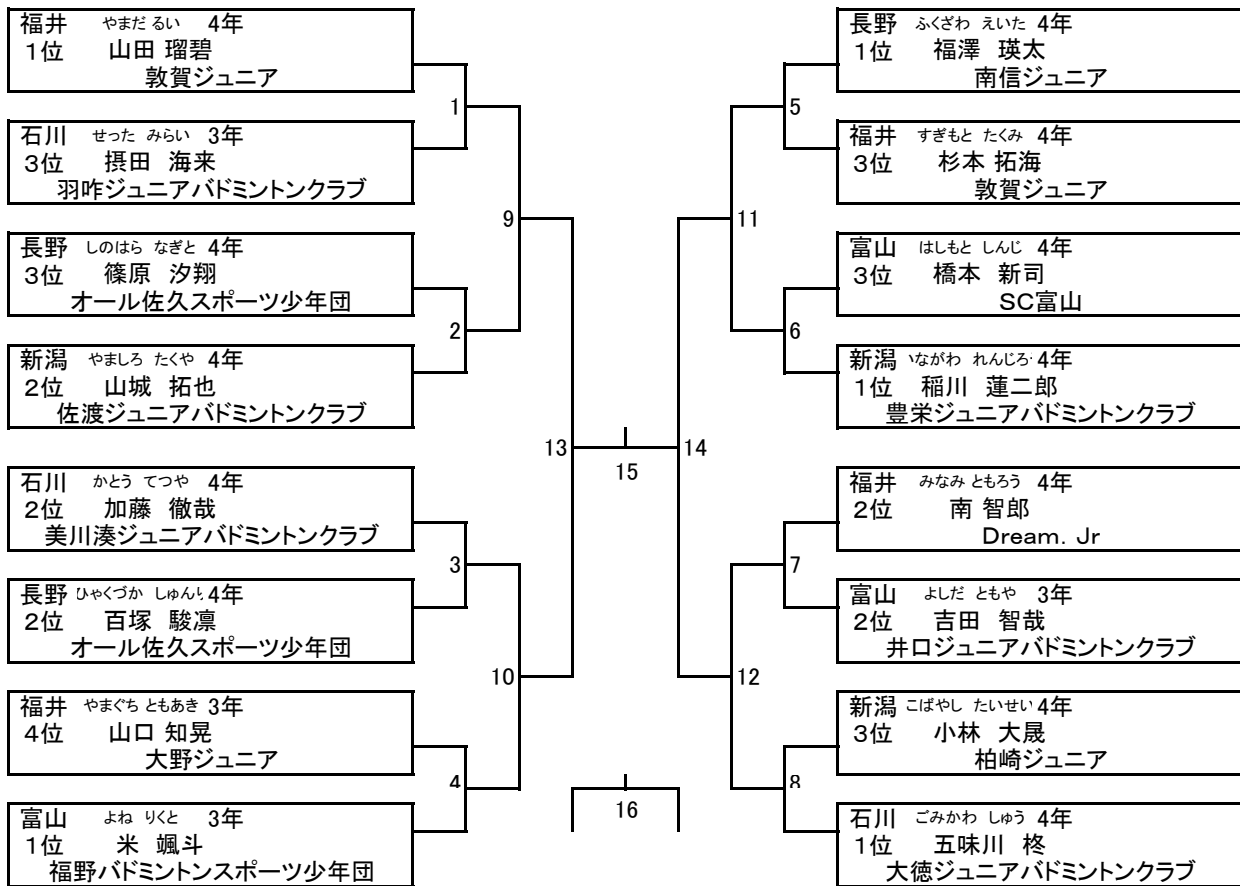 福井 やまだ るい 4年
1位 山田 瑠碧
敦賀ジュニア
石川 せった みらい 3年
3位 摂田 海来
羽咋ジュニアバドミントンクラブ
長野 しのはら なぎと 4年
3位 篠原 汐翔
オール佐久スポーツ少年団
新潟 やましろ たくや 4年
2位 山城 拓也
佐渡ジュニアバドミントンクラブ
石川 かとう てつや 4年
2位 加藤 徹哉
美川湊ジュニアバドミントンクラブ
長野 ひゃくづか しゅんり 4年
2位 百塚 駿凛
オール佐久スポーツ少年団
福井 やまぐち ともあき 3年
4位 山口 知晃
大野ジュニア
富山 よね りくと 3年
1位 米 颯斗
福野バドミントンスポーツ少年団
1
2
3
4
9
10
13
15
16
14
11
12
5
6
7
8
長野 ふくざわ えいた 4年
1位 福澤 瑛太
南信ジュニア
福井 すぎもと たくみ 4年
3位 杉本 拓海
敦賀ジュニア
富山 はしもと しんじ 4年
3位 橋本 新司
SC富山
新潟 いながわ れんじろ 4年
1位 稲川 蓮二郎
豊栄ジュニアバドミントンクラブ
福井 みなみ ともろう 4年
2位 南 智郎
Dream. Jr
富山 よしだ ともや 3年
2位 吉田 智哉
井口ジュニアバドミントンクラブ
新潟 こばやし たいせい 4年
3位 小林 大晟
柏崎ジュニア
石川 ごみかわ しゅう 4年
1位 五味川 柊
大徳ジュニアバドミントンクラブ